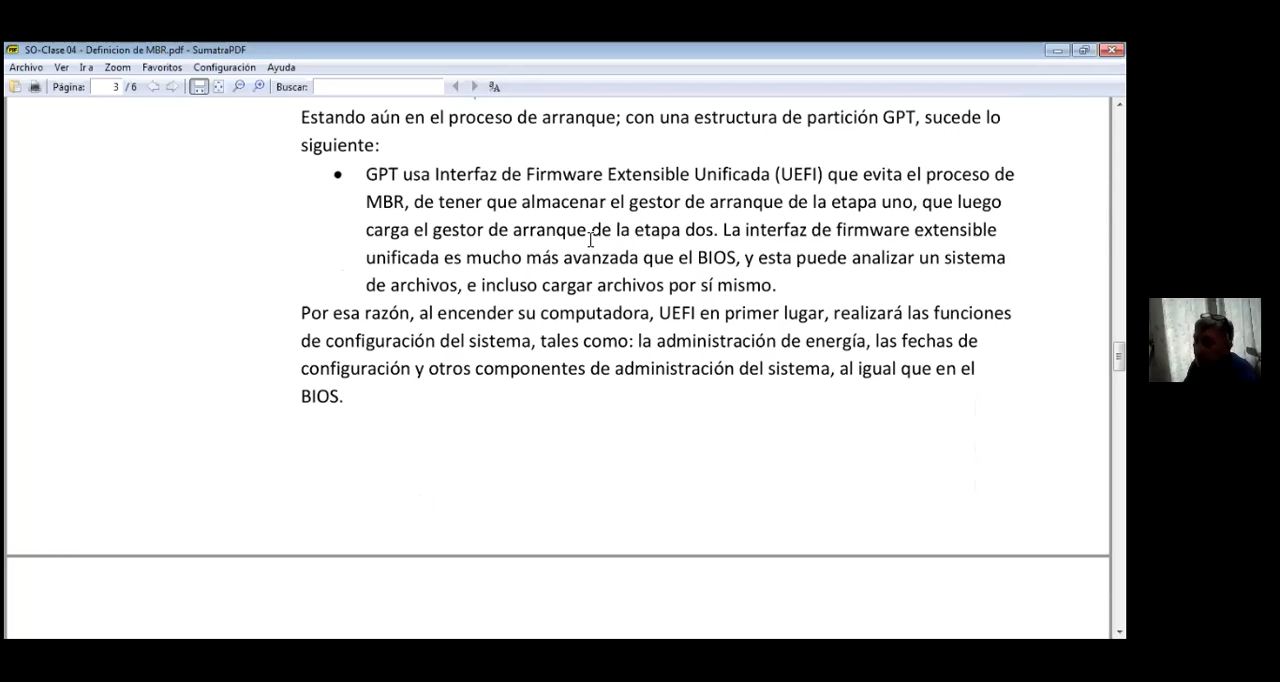 SO-Clase 04 - Definicion de MBR.pdf - SumatraPDF
Archivo Ver Ir a Zoom Favoritos Configuración Ayuda
Página: 3 / 6 Buscar:
Estando aún en el proceso de arranque; con una estructura de partición GPT, sucede lo
siguiente:
• GPT usa Interfaz de Firmware Extensible Unificada (UEFI) que evita el proceso de
MBR, de tener que almacenar el gestor de arranque de la etapa uno, que luego
carga el gestor de arranque de la etapa dos. La interfaz de firmware extensible
unificada es mucho más avanzada que el BIOS, y esta puede analizar un sistema
de archivos, e incluso cargar archivos por sí mismo.
Por esa razón, al encender su computadora, UEFI en primer lugar, realizará las funciones
de configuración del sistema, tales como: la administración de energía, las fechas de
configuración y otros componentes de administración del sistema, al igual que en el
BIOS.